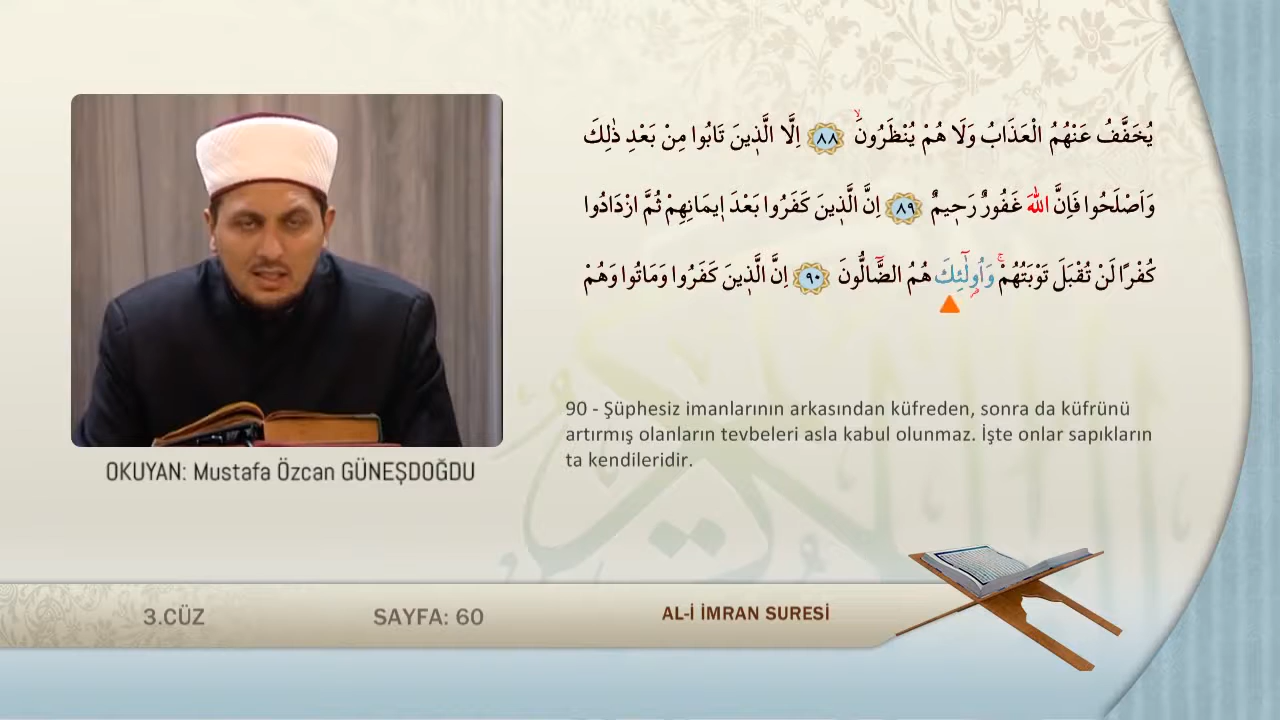 يُخَفَّفُ عَنْهُمُ الْعَذَابُ وَلَا هُمْ يُنْظَرُونَۙ ﴿٨٨﴾ اِلَّا الَّذ۪ينَ تَابُوا مِنْ بَعْدِ ذٰلِكَ
وَاَصْلَحُوا فَاِنَّ اللّٰهَ غَفُورٌ رَح۪يمٌ ﴿٨٩﴾ اِنَّ الَّذ۪ينَ كَفَرُوا بَعْدَ ا۪يمَانِهِمْ ثُمَّ ازْدَادُوا
كُفْرًا لَنْ تُقْبَلَ تَوْبَتُهُمْۚ وَاُو۬لٰٓئِكَ هُمُ الضَّٓالُّونَ ﴿٩٠﴾ اِنَّ الَّذ۪ينَ كَفَرُوا وَمَاتُوا وَهُمْ
90 - Şüphesiz imanlarının arkasından küfreden, sonra da küfrünü
artırmış olanların tevbeleri asla kabul olunmaz. İşte onlar sapıkların
ta kendileridir.
OKUYAN: Mustafa Özcan GÜNEŞDOĞDU
3.CÜZ
SAYFA: 60
AL-İ İMRAN SURESİ